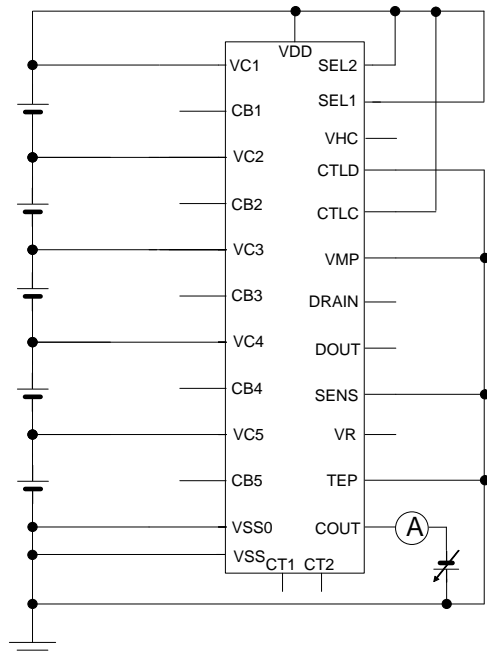 VDD
VC1
SEL2
SEL1
CB1
VHC
VC2
CTLD
CB2
CTLC
VC3
VMP
CB3
DRAIN
VC4
DOUT
CB4
SENS
VC5
VR
CB5
TEP
VSS0
COUT
A
VSS
CT1
CT2